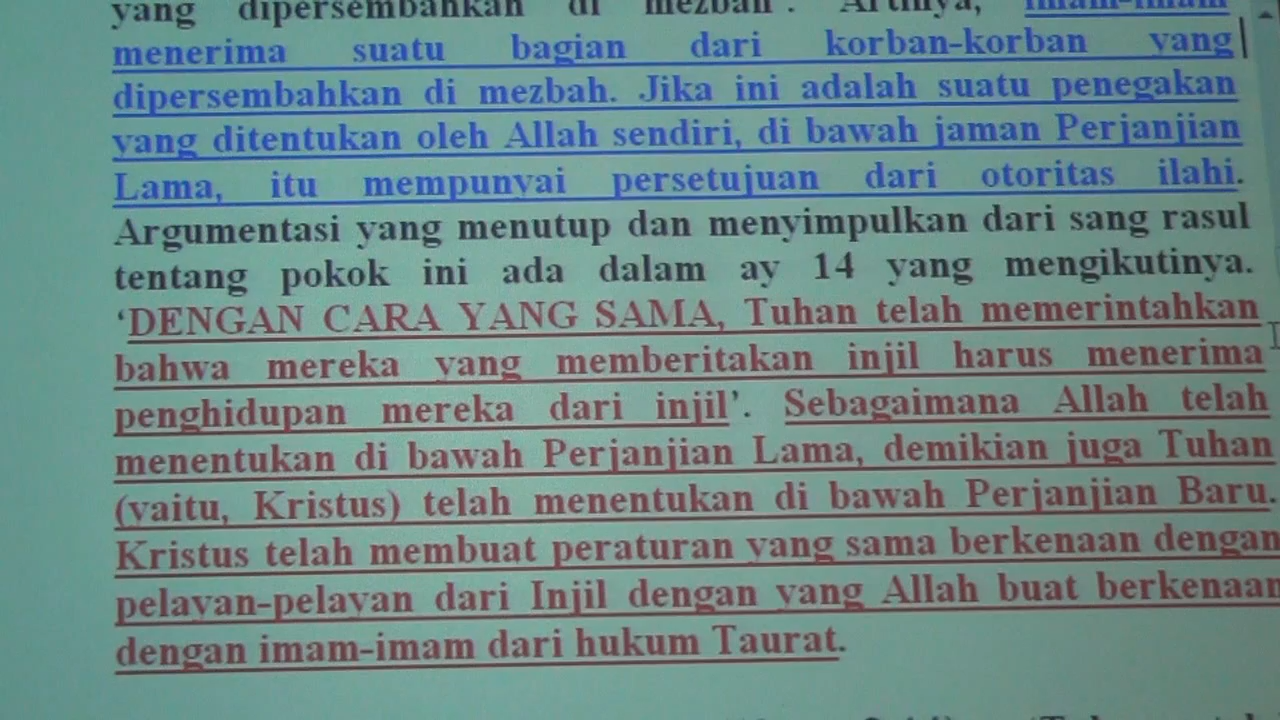 yang dipersembahkan di mezbah'. Artinya, imam-imam
menerima suatu bagian dari korban-korban yang
dipersembahkan di mezbah. Jika ini adalah suatu penegakan
yang ditentukan oleh Allah sendiri, di bawah jaman Perjanjian
Lama, itu mempunyai persetujuan dari otoritas ilahi.
Argumentasi yang menutup dan menyimpulkan dari sang rasul
tentang pokok ini ada dalam ay 14 yang mengikutinya.
‘DENGAN CARA YANG SAMA, Tuhan telah memerintahkan
bahwa mereka yang memberitakan injil harus menerima
penghidupan mereka dari injil’. Sebagaimana Allah telah
menentukan di bawah Perjanjian Lama, demikian juga Tuhan
(yaitu, Kristus) telah menentukan di bawah Perjanjian Baru.
Kristus telah membuat peraturan yang sama berkenaan dengan
pelayan-pelayan dari Injil dengan yang Allah buat berkenaan
dengan imam-imam dari hukum Taurat.